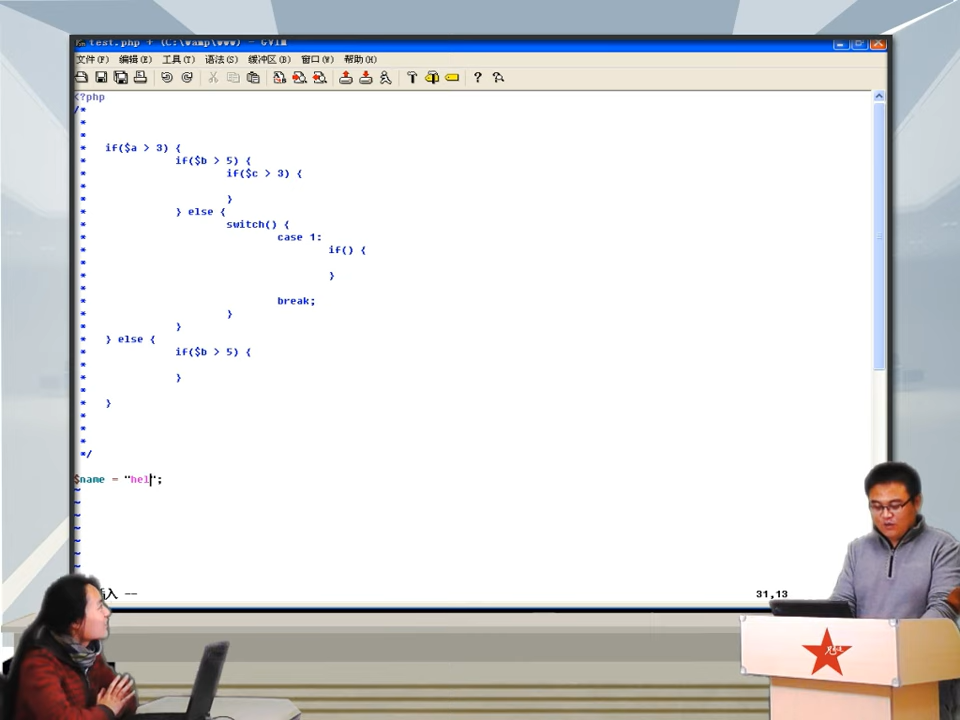 test.php + (C:\wamp\www) - GVIM
文件(F) 编辑(E) 工具(T) 语法(S) 缓冲区(B) 窗口(W) 帮助(H)
<?php
/*
*
*
* if($a > 3) {
* if($b > 5) {
* if($c > 3) {
*
* }
* } else {
* switch() {
* case 1:
* if() {
*
* }
*
* break;
* }
* }
* } else {
* if($b > 5) {
*
* }
*
* }
*
*
*
*/
$name = "hel";
~
~
~
~
~
~
~
插入 --
31,13